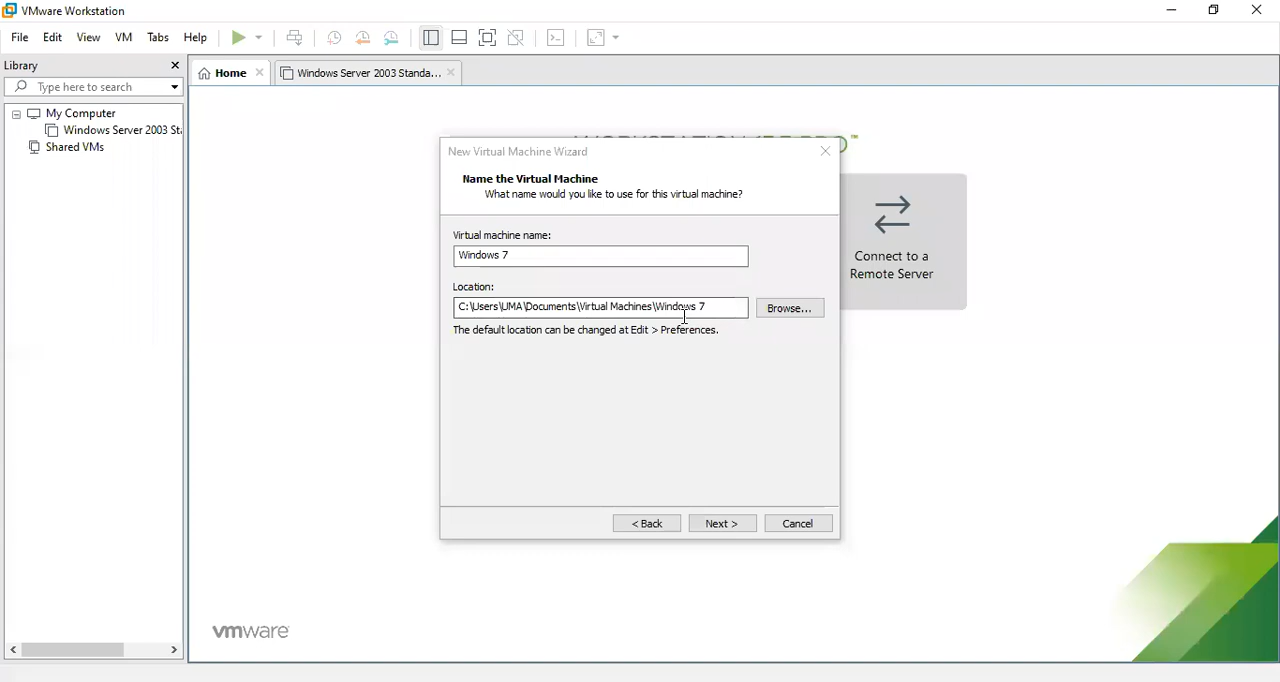 VMware Workstation
File Edit View VM Tabs Help
Library
Type here to search
Home
Windows Server 2003 Standa...
My Computer
Windows Server 2003 St
Shared VMs
™
New Virtual Machine Wizard
Name the Virtual Machine
What name would you like to use for this virtual machine?
Virtual machine name:
Windows 7
Location:
C:\Users\UMA\Documents\Virtual Machines\Windows 7
Browse...
The default location can be changed at Edit > Preferences.
< Back
Next >
Cancel
Connect to a
Remote Server
vmware